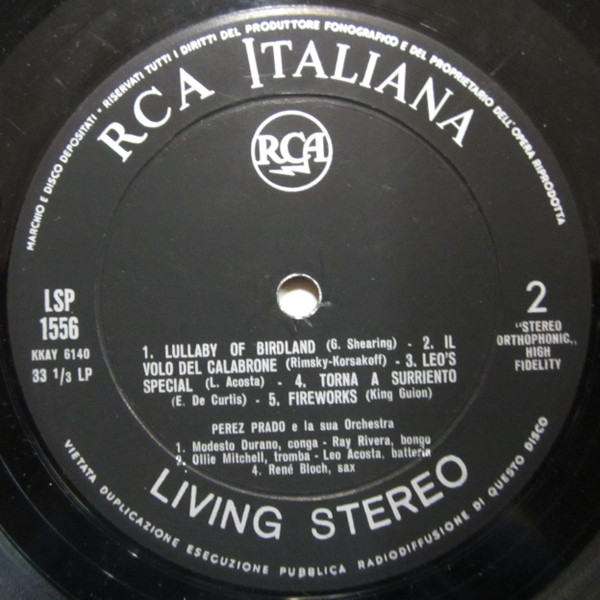 MARCHIO E DISCO DEPOSITATI • RISERVATI TUTTI I DIRITTI DEL PRODUTTORE FONOGRAFICO E DEL PROPRIETARIO DELL'OPERA RIPRODOTTA
RCA ITALIANA
RCA
LSP
1556
KKAY 6140
33 1/3 LP
2
"STEREO
ORTHOPHONIC,,
HIGH
FIDELITY
1. LULLABY OF BIRDLAND (G. Shearing) - 2. IL
VOLO DEL CALABRONE (Rimsky-Korsakoff) - 3. LEO'S
SPECIAL (L. Acosta) - 4. TORNA A SURRIENTO
(E. De Curtis) - 5. FIREWORKS (King Guion)
PEREZ PRADO e la sua Orchestra
1. Modesto Durano, conga - Ray Rivera, bongo
2. Ollie Mitchell, tromba - Leo Acosta, batteria
4. René Bloch, sax
LIVING STEREO
VIETATA DUPLICAZIONE ESECUZIONE PUBBLICA RADIODIFFUSIONE DI QUESTO DISCO